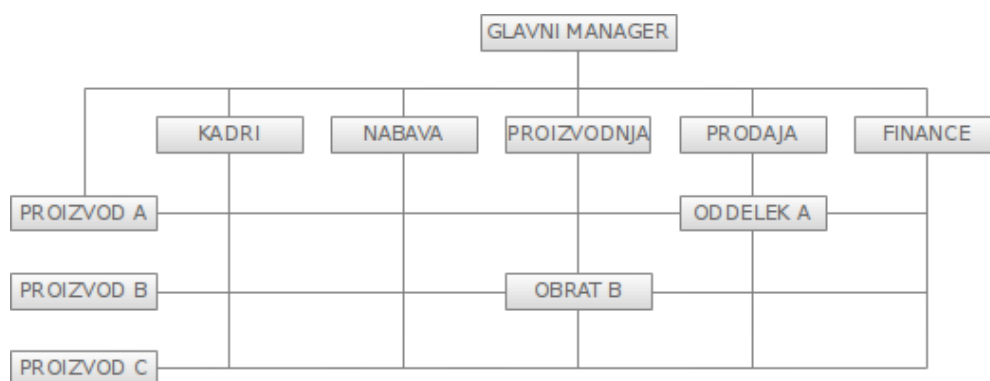 GLAVNI MANAGER
KADRI
NABAVA
PROIZVODNJA
PRODAJA
FINANCE
PROIZVOD A
ODDELEK A
PROIZVOD B
OBRAT B
PROIZVOD C